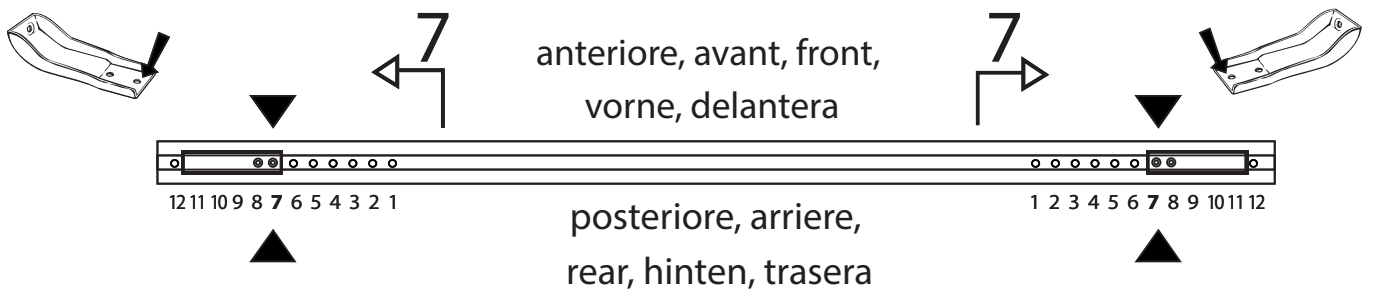 7
7
anteriore, avant, front,
vorne, delantera
12 11 10 9 8 7 6 5 4 3 2 1
1 2 3 4 5 6 7 8 9 10 11 12
posteriore, arriere,
rear, hinten, trasera